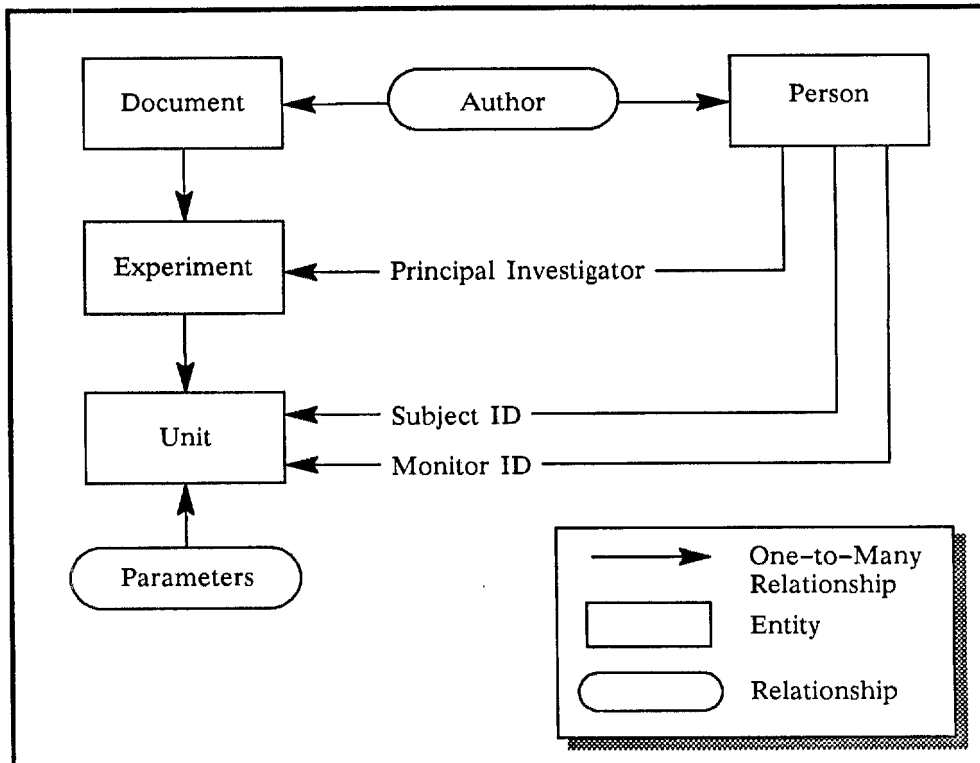 Document
Author
Person
Experiment
Principal Investigator
Unit
Subject ID
Monitor ID
Parameters
One-to-Many
Relationship
Entity
Relationship